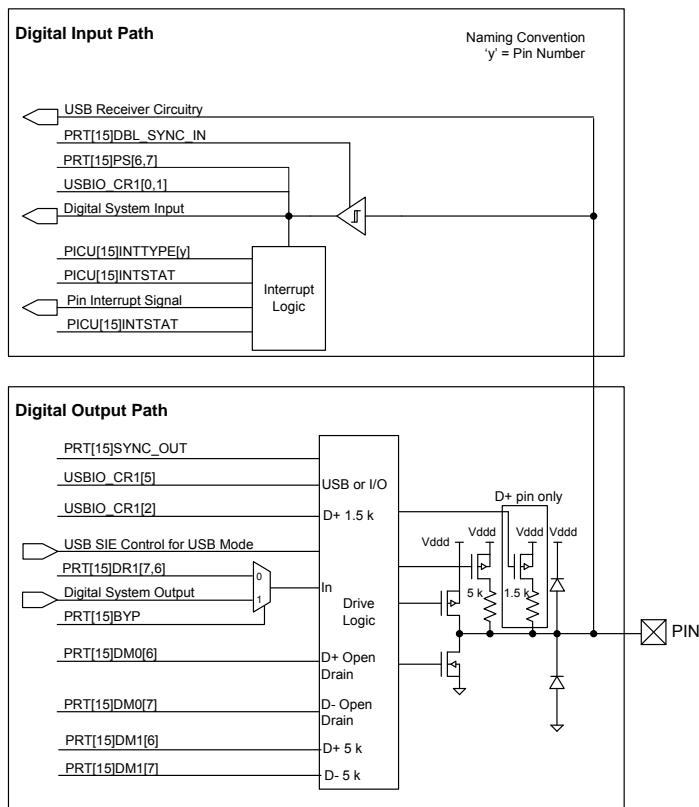 Digital Input Path
Naming Convention
'y' = Pin Number
USB Receiver Circuitry
PRT[15]DBL_SYNC_IN
PRT[15]PS[6,7]
USBIO_CR1[0,1]
Digital System Input
PICU[15]INTTYPE[y]
PICU[15]INTSTAT
Pin Interrupt Signal
PICU[15]INTSTAT
Interrupt
Logic
Digital Output Path
PRT[15]SYNC_OUT
USBIO_CR1[5]
USBIO_CR1[2]
USB SIE Control for USB Mode
PRT[15]DR1[7,6]
Digital System Output
PRT[15]BYP
PRT[15]DM0[6]
PRT[15]DM0[7]
PRT[15]DM1[6]
PRT[15]DM1[7]
0
1
USB or I/O
D+ 1.5 k
In
Drive
Logic
D+ Open
Drain
D- Open
Drain
D+ 5 k
D- 5 k
D+ pin only
Vddd
Vddd
Vddd
Vddd
5 k
1.5 k
PIN